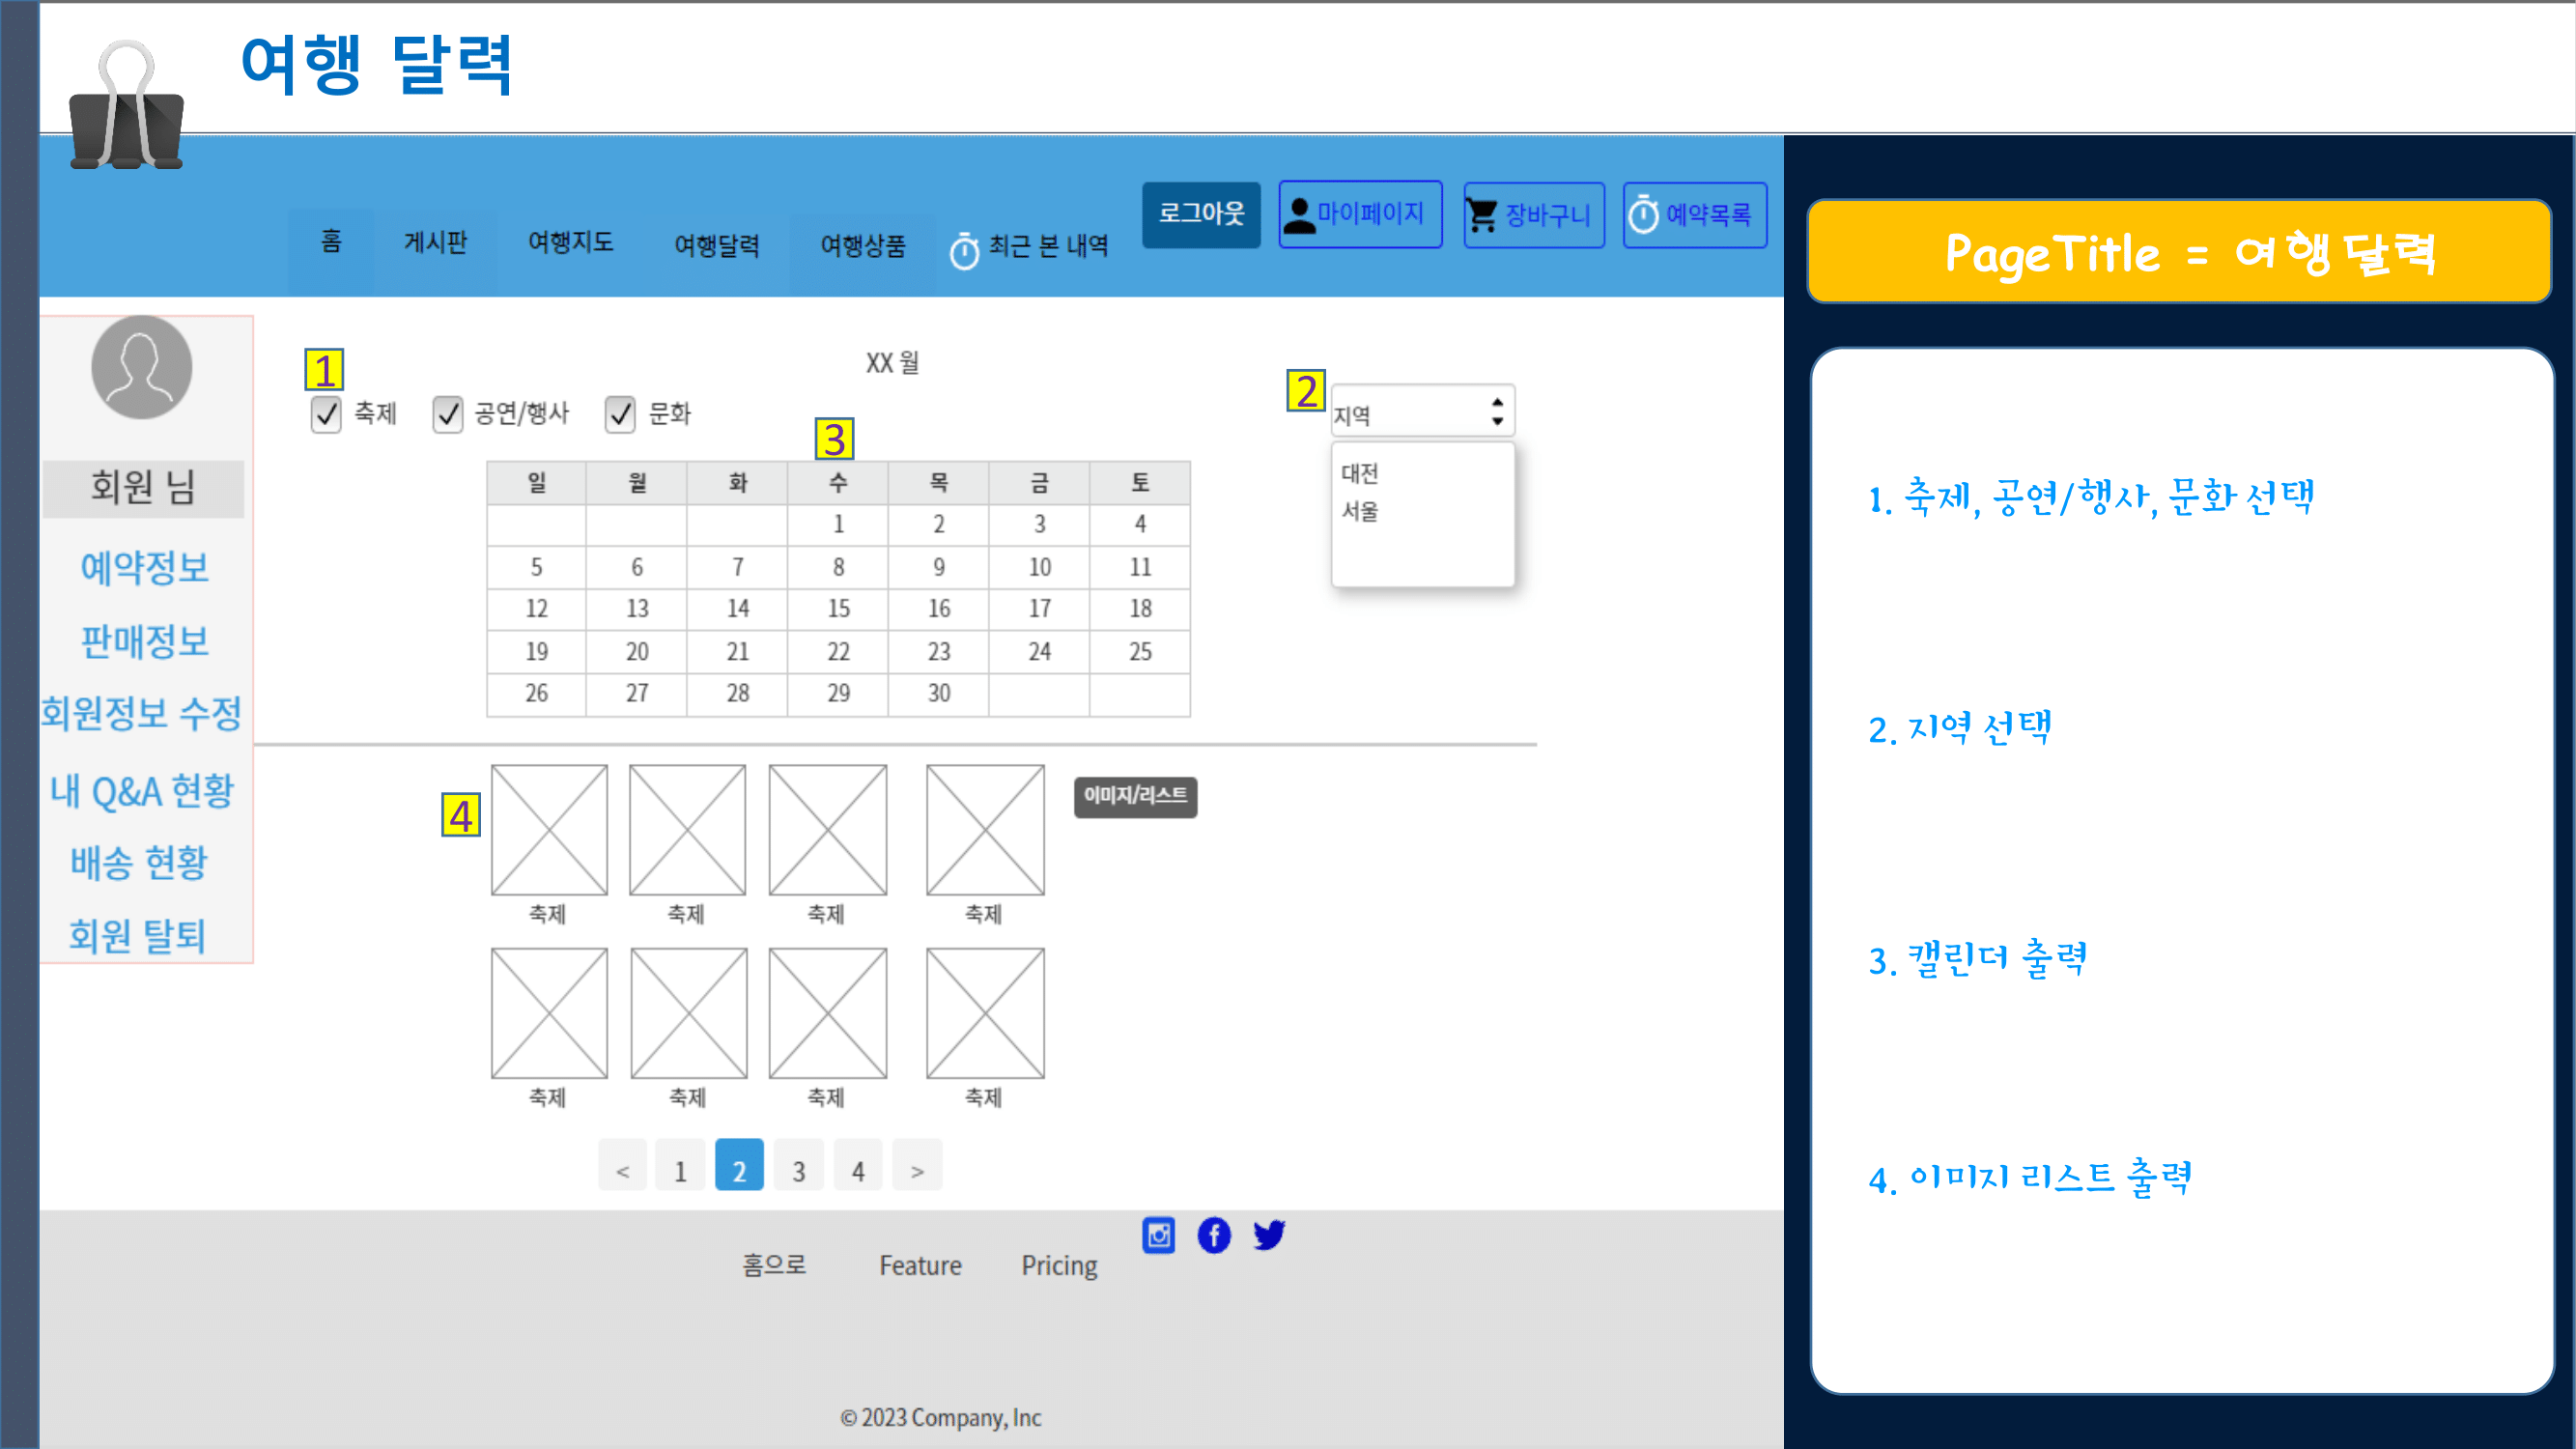 여행 달력
로그아웃 마이페이지 장바구니 예약목록
홈 게시판 여행지도 여행달력 여행상품 최근 본 내역
PageTitle = 여행 달력
회원 님
예약정보
판매정보
회원정보 수정
내 Q&A 현황
배송 현황
회원 탈퇴
XX 월
1
축제 공연/행사 문화
2
지역
대전
서울
3
일 월 화 수 목 금 토
1 2 3 4
5 6 7 8 9 10 11
12 13 14 15 16 17 18
19 20 21 22 23 24 25
26 27 28 29 30
4
이미지/리스트
축제 축제 축제 축제
축제 축제 축제 축제
< 1 2 3 4 >
홈으로 Feature Pricing
© 2023 Company, Inc
1. 축제, 공연/행사, 문화 선택
2. 지역 선택
3. 캘린더 출력
4. 이미지 리스트 출력